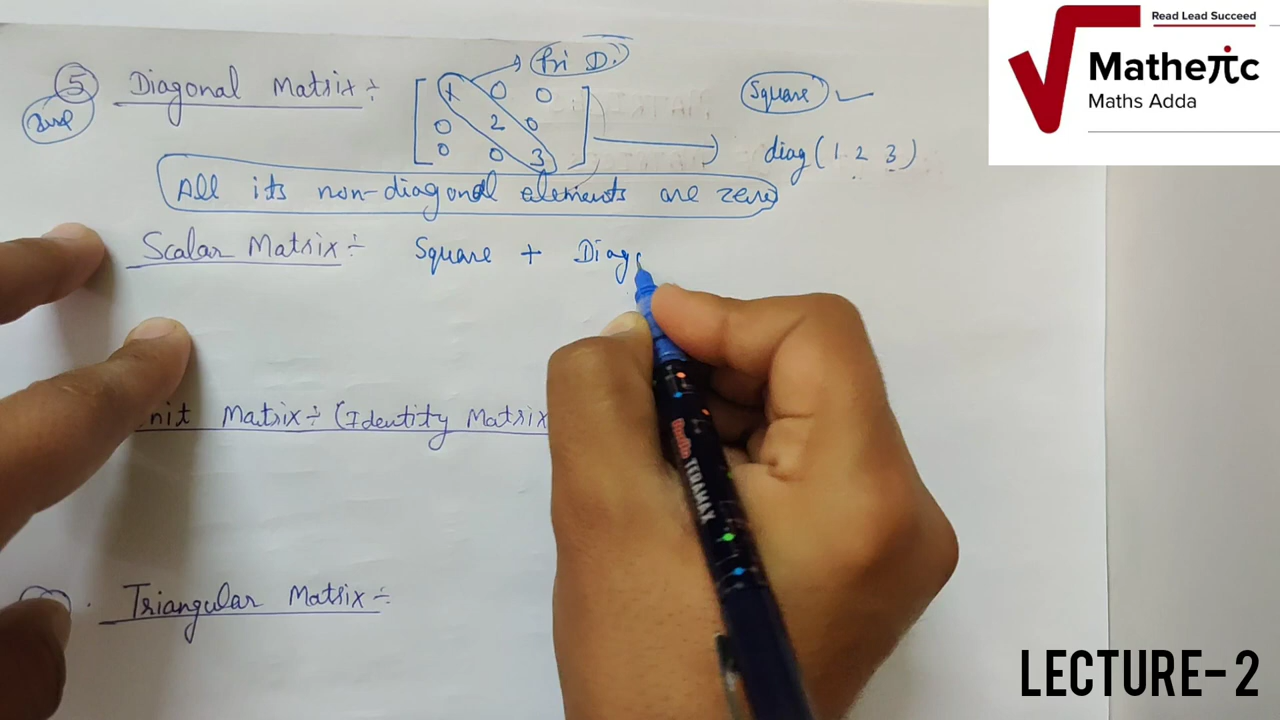 Read Lead Succeed
Matheπc
Maths Adda
5 Diagonal Matrix ÷
1 0 0
0 2 0
0 0 3
Pri D.
Square
diag (1 2 3)
All its non-diagonal elements are zero
Scalar Matrix ÷ Square + Diag
nit Matrix ÷ (Identity Matrix
Triangular Matrix ÷
TERAMAX
LECTURE- 2